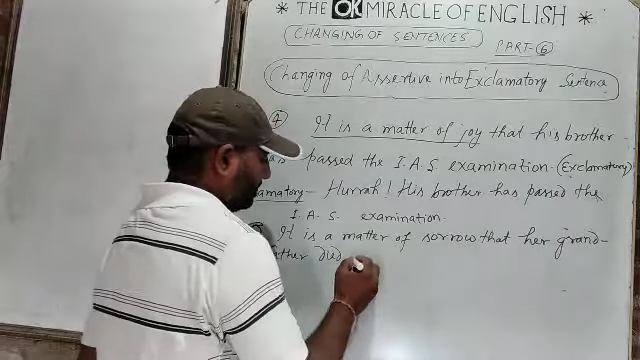 * THE OK MIRACLE OF ENGLISH *
CHANGING OF SENTENCES
PART-6
Changing of Assertive into Exclamatory Sentence
4 It is a matter of joy that his brother
passed the I.A.S examination-(Exclamatory)
Hurrah! His brother has passed the
I.A.S examination.
It is a matter of sorrow that her grand-
died